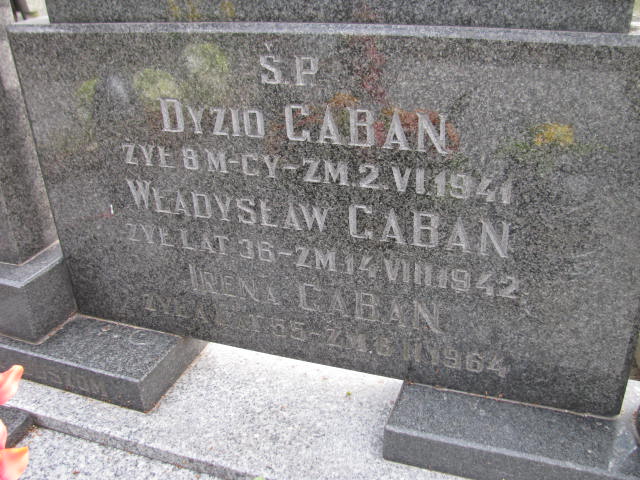 Ś.P.
DYZIO CABAN
ŻYŁ 8 M-CY-ZM.2.VI.1941
WŁADYSŁAW CABAN
ŻYŁ LAT 36-ZM.14.VIII.1942
IRENA CABAN
1964